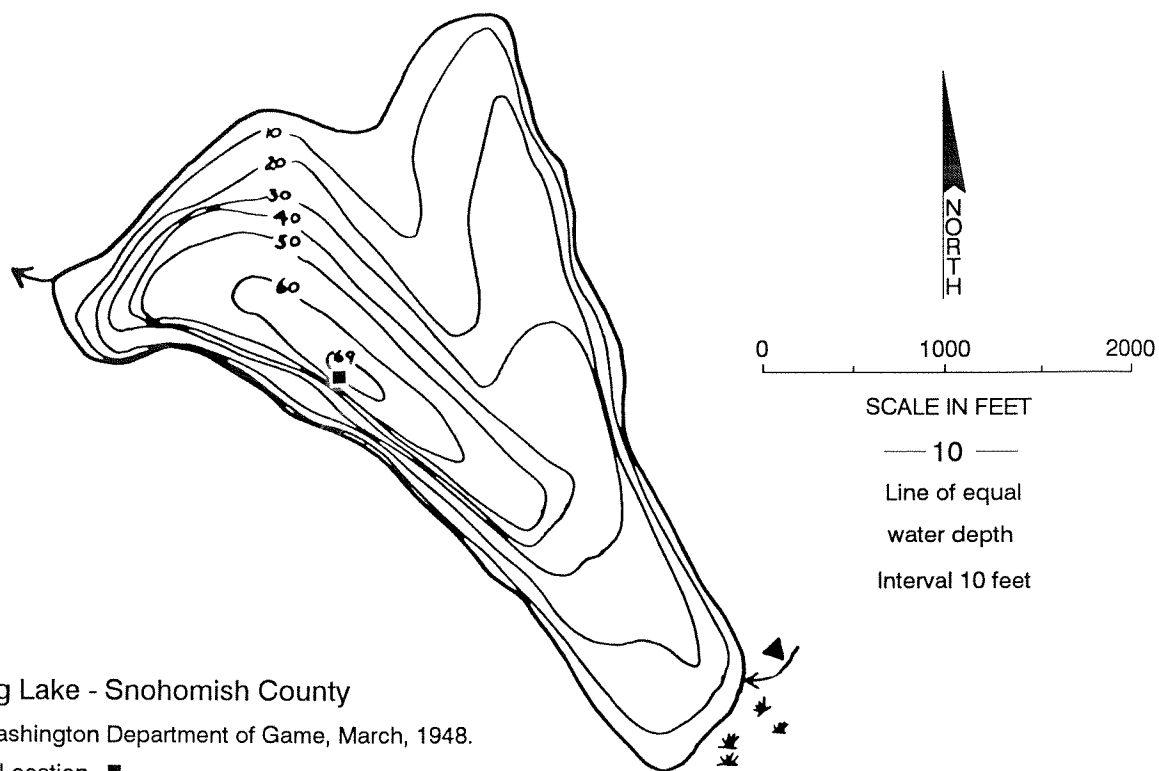 10
20
30
40
50
60
69
NORTH
0 1000 2000
SCALE IN FEET
10
Line of equal
water depth
Interval 10 feet
g Lake - Snohomish County
ashington Department of Game, March, 1948.
Location